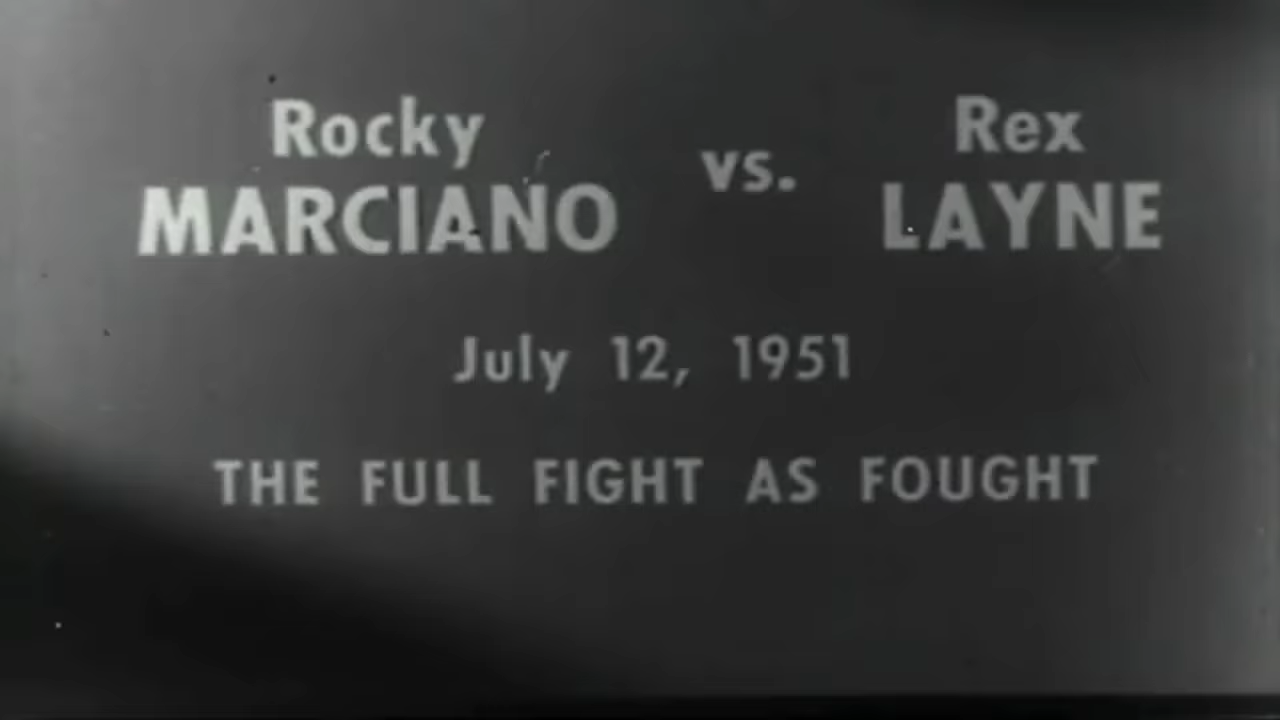 Rocky MARCIANO vs. Rex LAYNE
July 12, 1951
THE FULL FIGHT AS FOUGHT